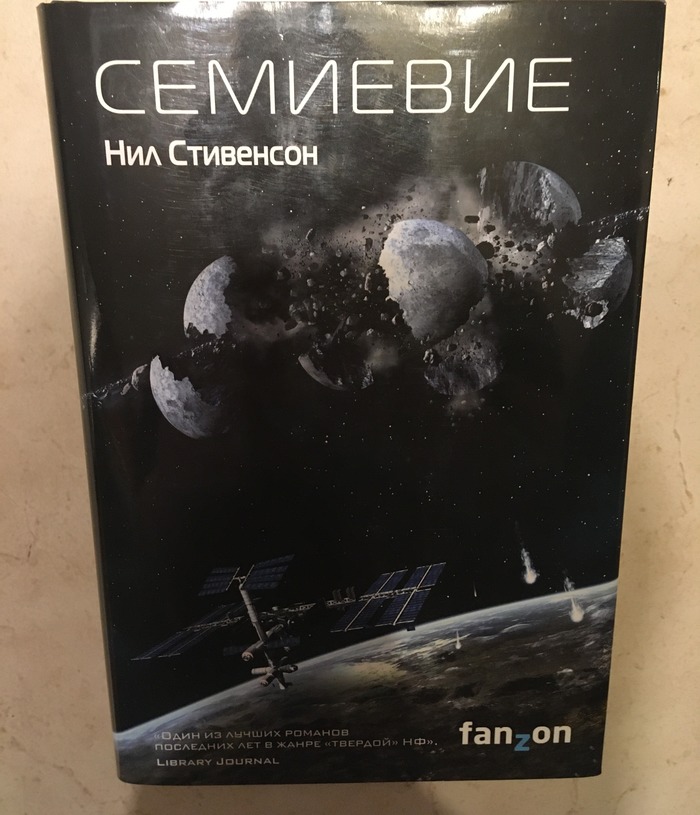 СЕМИЕВИЕ
Нил Стивенсон
«Один из лучших романов
последних лет в жанре «твердой» НФ».
Library Journal
fanzon